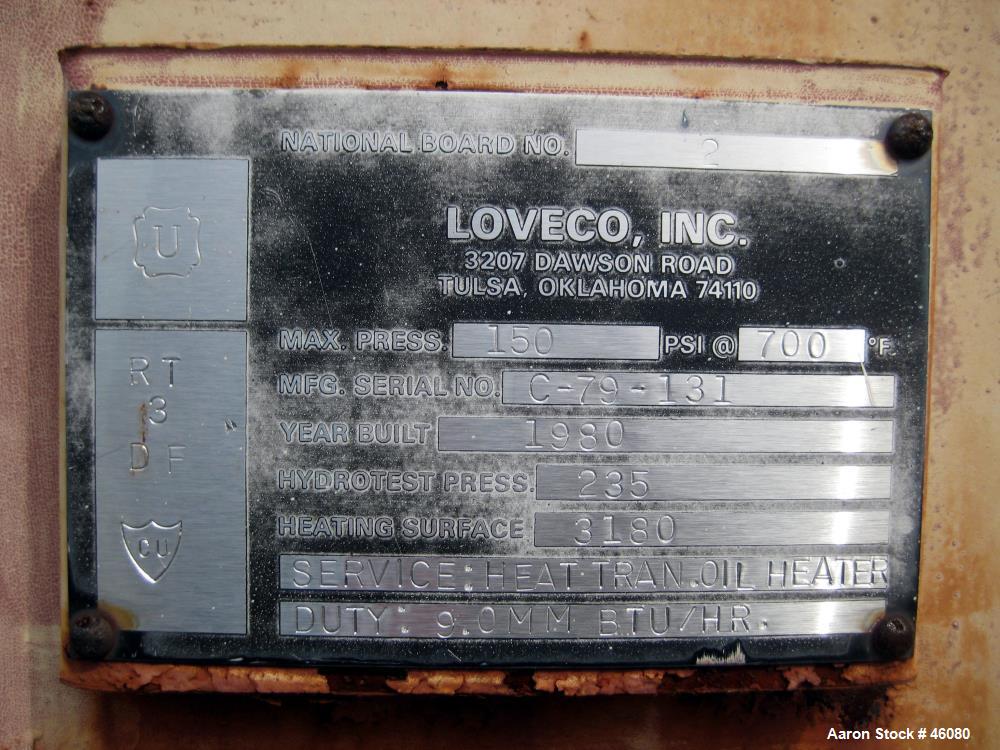 NATIONAL BOARD NO. 2
U
LOVECO, INC.
3207 DAWSON ROAD
TULSA, OKLAHOMA 74110
MAX. PRESS. 150 PSI @ 700 °F
RT
3
DF
CU
MFG. SERIAL NO. C-79-131
YEAR BUILT 1980
HYDROTEST PRESS. 235
HEATING SURFACE 3180
SERVICE: HEAT TRAN. OIL HEATER
DUTY: 9.0MM BTU/HR.
Aaron Stock # 46080